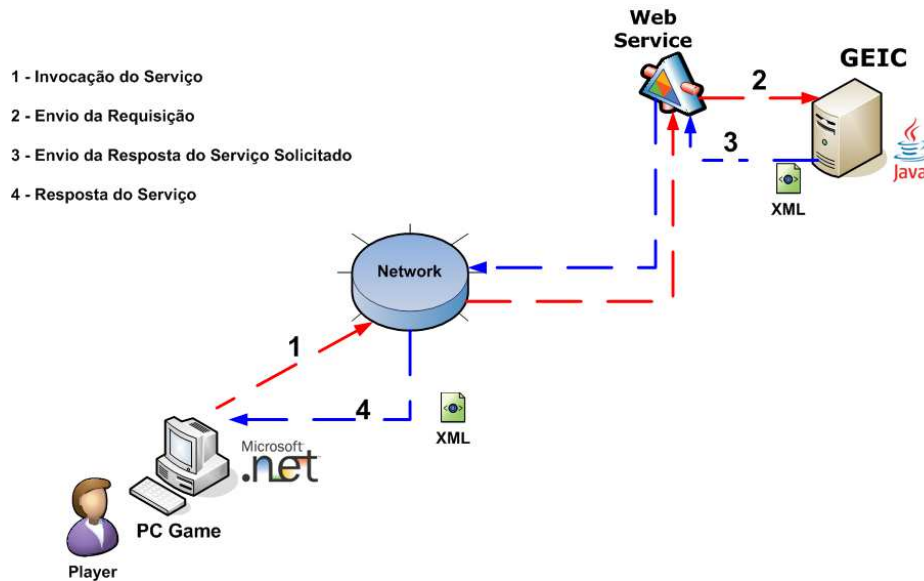 1 - Invocação do Serviço
2 - Envio da Requisição
3 - Envio da Resposta do Serviço Solicitado
4 - Resposta do Serviço
Web
Service
GEIC
2
3
Java
XML
Network
1
4
XML
Microsoft
.net
PC Game
Player